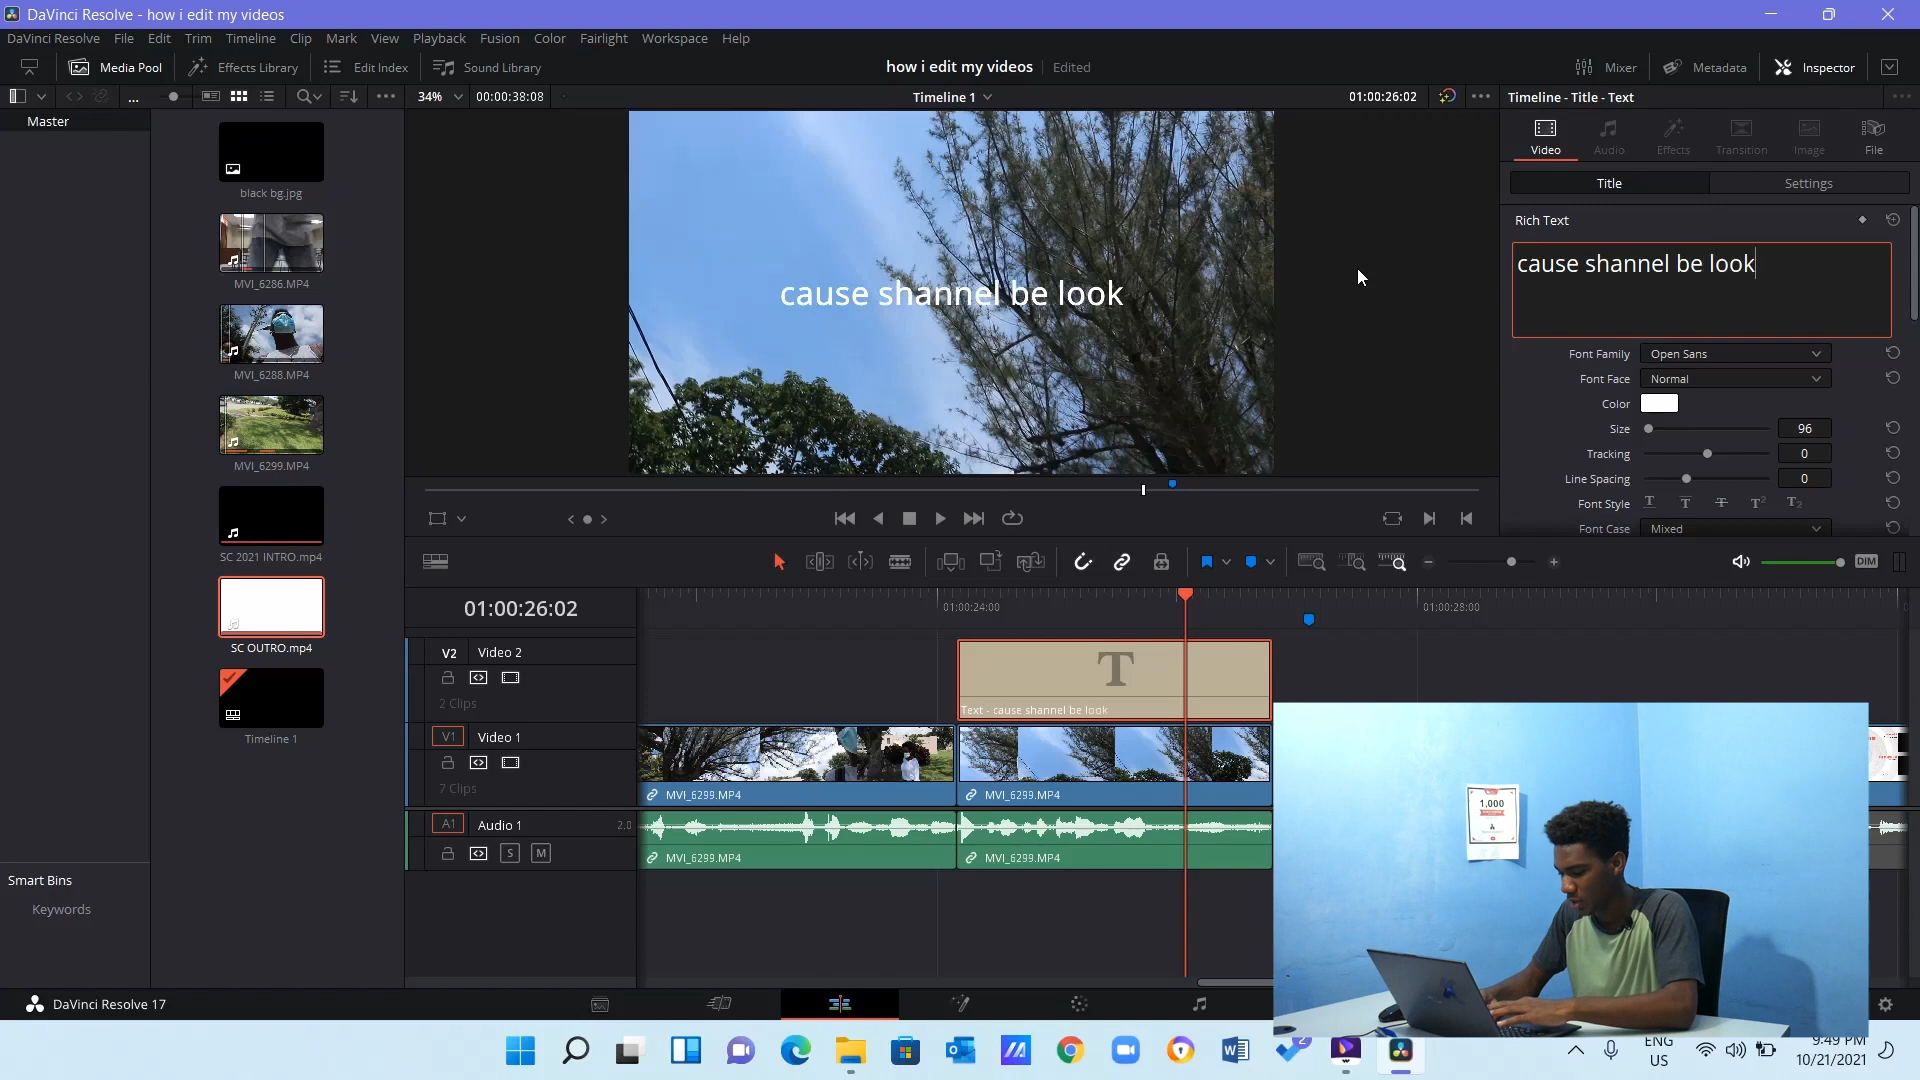 DaVinci Resolve - how i edit my videos
DaVinci Resolve File Edit Trim Timeline Clip Mark View Playback Fusion Color Fairlight Workspace Help
Media Pool Effects Library Edit Index Sound Library how i edit my videos Edited Mixer Metadata Inspector
34% 00:00:38:08 Timeline 1 01:00:26:02 Timeline - Title - Text
Master
black bg.jpg
MVI_6286.MP4
MVI_6288.MP4
MVI_6299.MP4
SC 2021 INTRO.mp4
SC OUTRO.mp4
Timeline 1
Smart Bins
Keywords
cause shannel be look
Video Audio Effects Transition Image File
Title Settings
Rich Text
cause shannel be look
Font Family Open Sans
Font Face Normal
Color
Size 96
Tracking 0
Line Spacing 0
Font Style T T T T2 T2
Font Case Mixed
DIM
01:00:26:02
01:00:24:00 01:00:28:00
V2 Video 2
2 Clips
T
Text - cause shannel be look
V1 Video 1
7 Clips
MVI_6299.MP4 MVI_6299.MP4
A1 Audio 1 2.0
S M
MVI_6299.MP4 MVI_6299.MP4
1,000
DaVinci Resolve 17
2
ENG
US
9:49 PM
10/21/2021